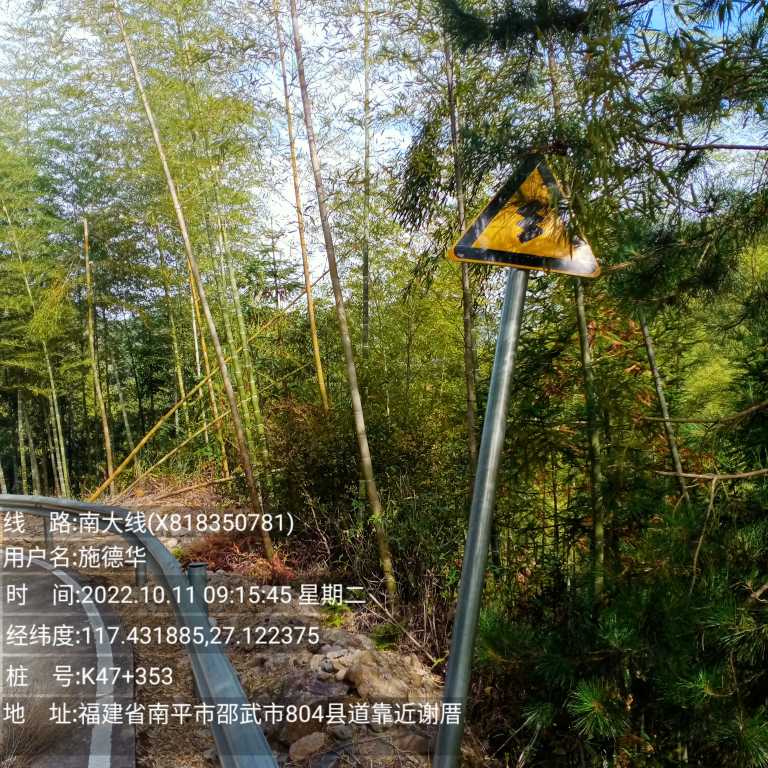 线 路:南大线(X818350781)
用户名:施德华
时 间:2022.10.11 09:15:45 星期二
经纬度:117.431885,27.122375
桩 号:K47+353
地 址:福建省南平市邵武市804县道靠近谢厝